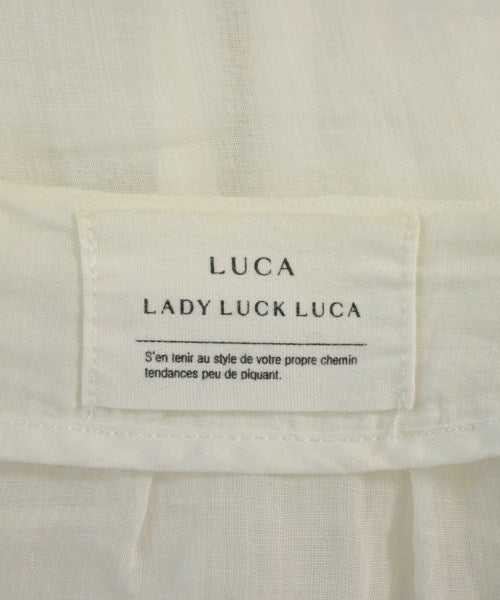 LUCA
LADY LUCK LUCA
S'en tenir au style de votre propre chemin
tendances peu de piquant.